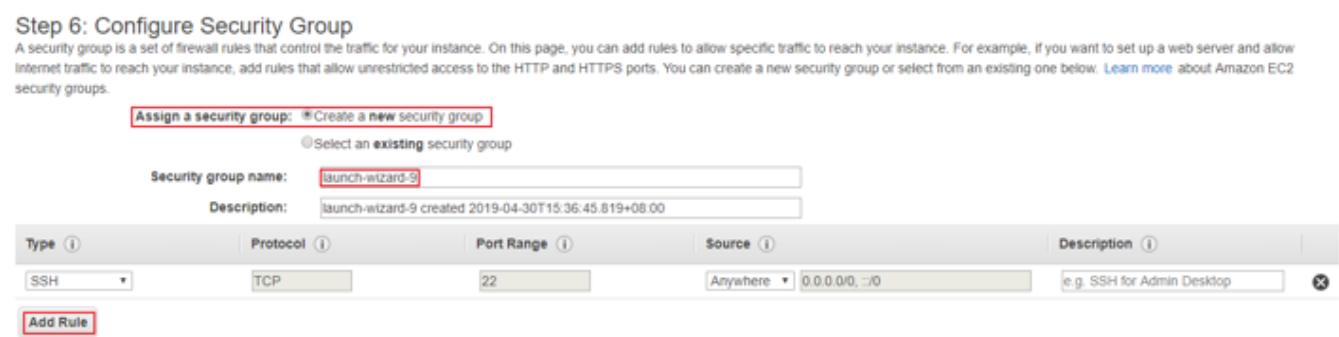 Step 6: Configure Security Group
A security group is a set of firewall rules that control the traffic for your instance. On this page, you can add rules to allow specific traffic to reach your instance. For example, if you want to set up a web server and allow
Internet traffic to reach your instance, add rules that allow unrestricted access to the HTTP and HTTPS ports. You can create a new security group or select from an existing one below. Learn more about Amazon EC2
security groups.
Assign a security group: Create a new security group
Select an existing security group
Security group name: launch-wizard-9
Description: launch-wizard-9 created 2019-04-30T15:36:45.819+08:00
Type Protocol Port Range Source Description
SSH TCP 22 Anywhere 0.0.0.0/0, ::/0 e.g. SSH for Admin Desktop
Add Rule